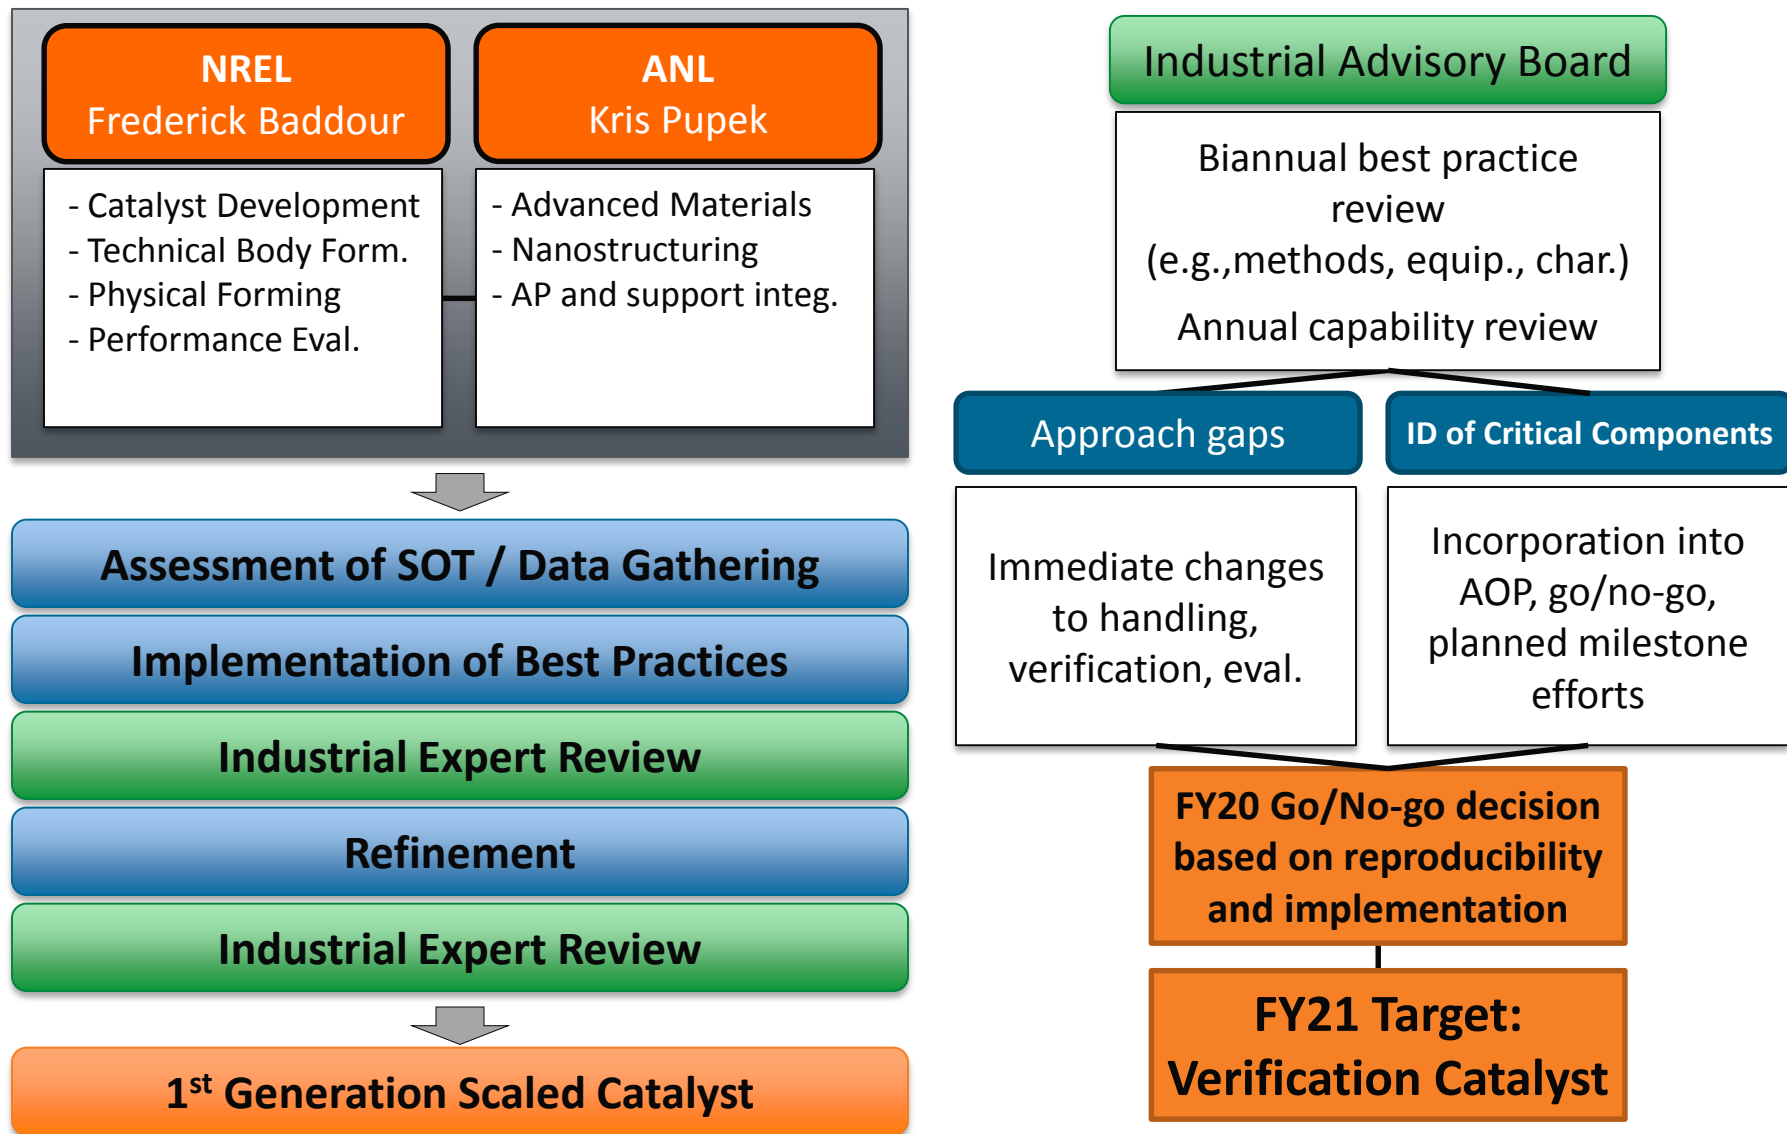 NREL
Frederick Baddour
- Catalyst Development
- Technical Body Form.
- Physical Forming
- Performance Eval.
ANL
Kris Pupek
- Advanced Materials
- Nanostructuring
- AP and support integ.
Assessment of SOT / Data Gathering
Implementation of Best Practices
Industrial Expert Review
Refinement
Industrial Expert Review
1st Generation Scaled Catalyst
Industrial Advisory Board
Biannual best practice
review
(e.g.,methods, equip., char.)
Annual capability review
Approach gaps
Immediate changes
to handling,
verification, eval.
ID of Critical Components
Incorporation into
AOP, go/no-go,
planned milestone
efforts
FY20 Go/No-go decision
based on reproducibility
and implementation
FY21 Target:
Verification Catalyst